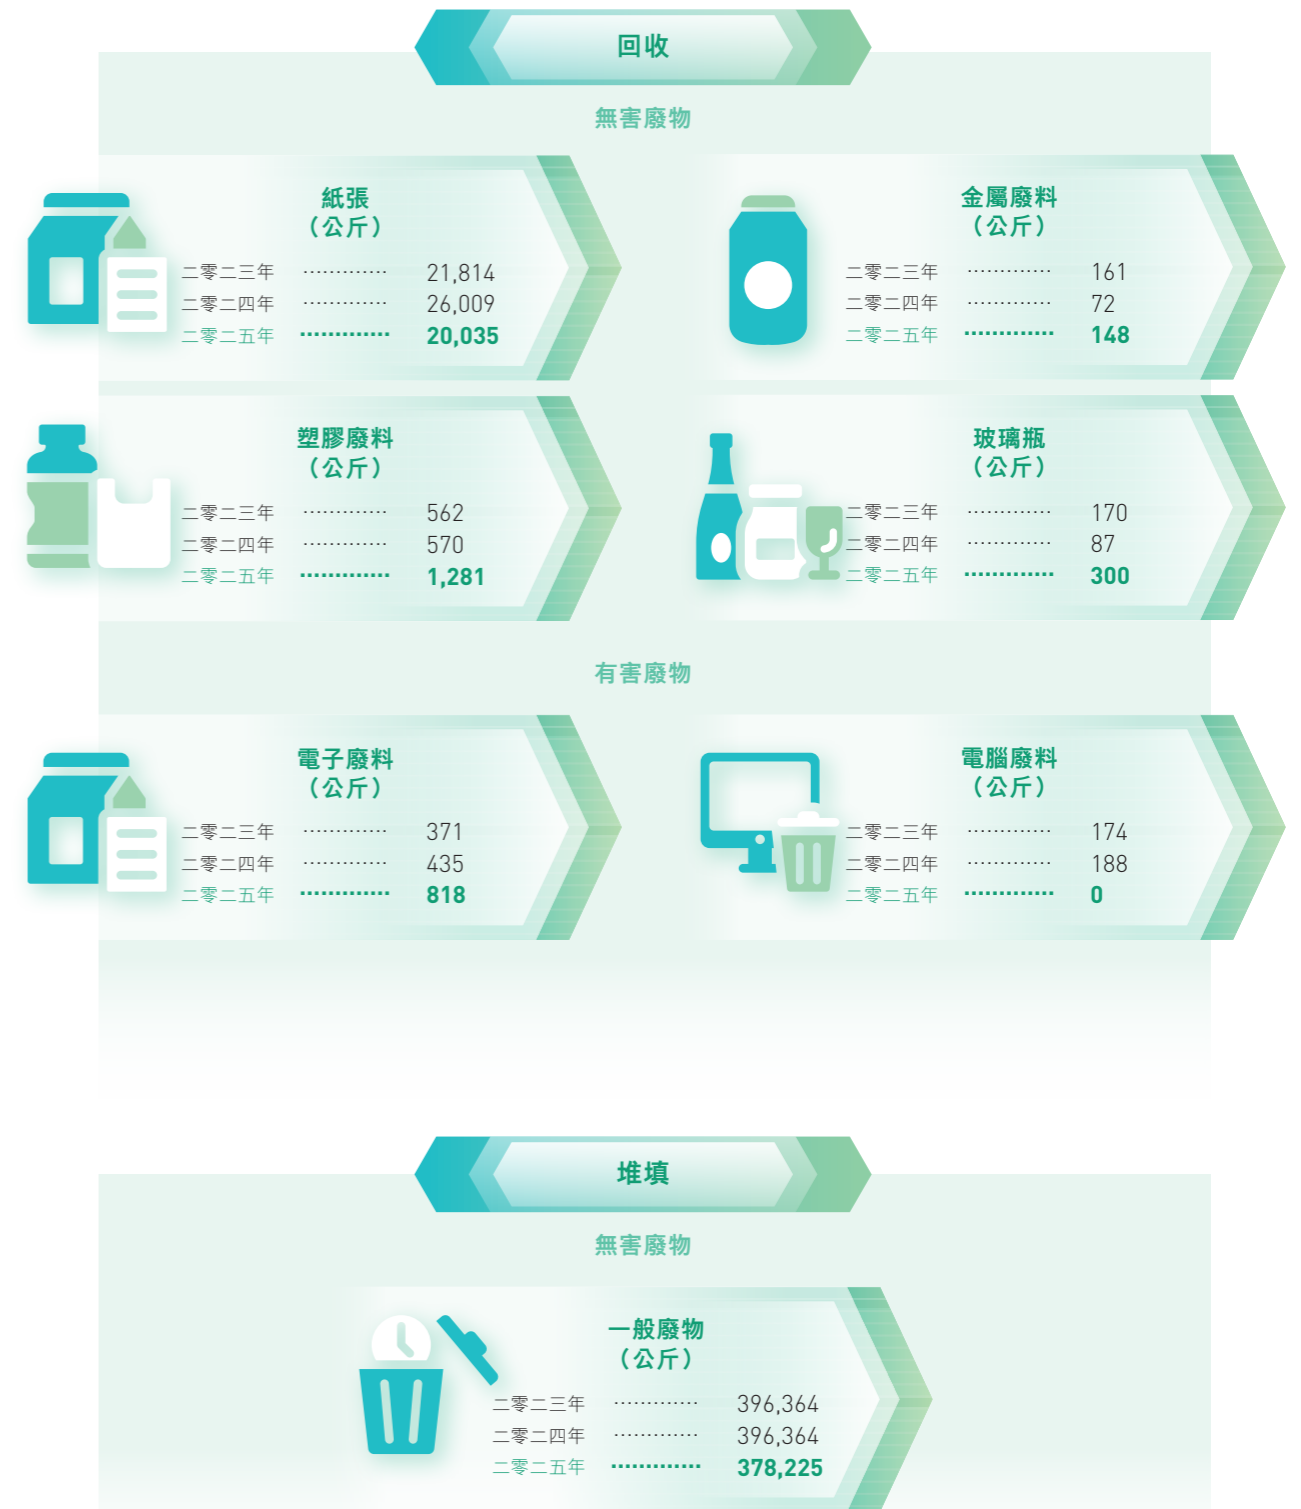 回收
無害廢物
紙張
（公斤）
二零二三年 ············· 21,814
二零二四年 ············· 26,009
二零二五年 ············· 20,035
金屬廢料
（公斤）
二零二三年 ············· 161
二零二四年 ············· 72
二零二五年 ············· 148
塑膠廢料
（公斤）
二零二三年 ············· 562
二零二四年 ············· 570
二零二五年 ············· 1,281
玻璃瓶
（公斤）
二零二三年 ············· 170
二零二四年 ············· 87
二零二五年 ············· 300
有害廢物
電子廢料
（公斤）
二零二三年 ············· 371
二零二四年 ············· 435
二零二五年 ············· 818
電腦廢料
（公斤）
二零二三年 ············· 174
二零二四年 ············· 188
二零二五年 ············· 0
堆填
無害廢物
一般廢物
（公斤）
二零二三年 ············· 396,364
二零二四年 ············· 396,364
二零二五年 ············· 378,225